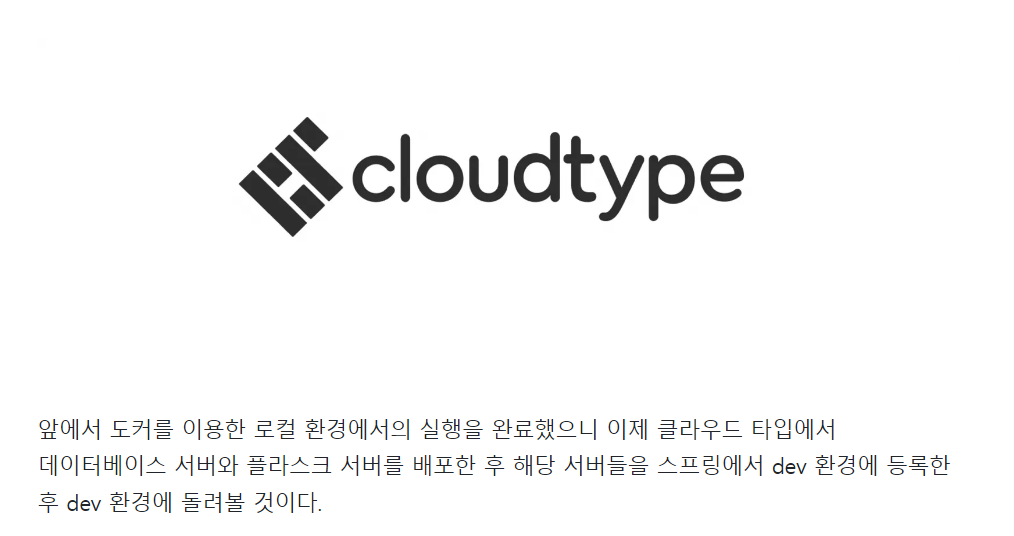 cloudtype
앞에서 도커를 이용한 로컬 환경에서의 실행을 완료했으니 이제 클라우드 타입에서
데이터베이스 서버와 플라스크 서버를 배포한 후 해당 서버들을 스프링에서 dev 환경에 등록한
후 dev 환경에 돌려볼 것이다.